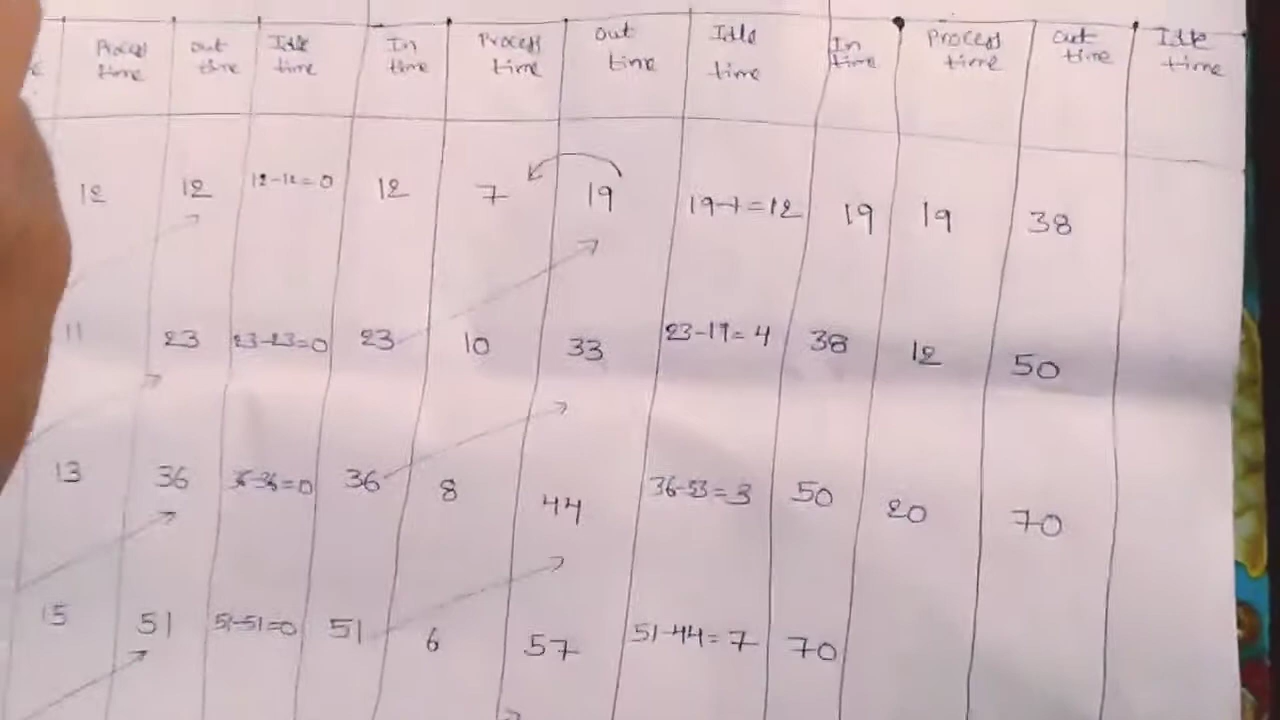 Process time out time Idle time In time Process time out time Idle time In time Process time out time Idle time
12 12 12-12=0 12 7 19 19-7=12 19 19 38
11 23 23-23=0 23 10 33 23-19=4 38 12 50
13 36 36-36=0 36 8 44 36-33=3 50 20 70
15 51 51-51=0 51 6 57 51-44=7 70